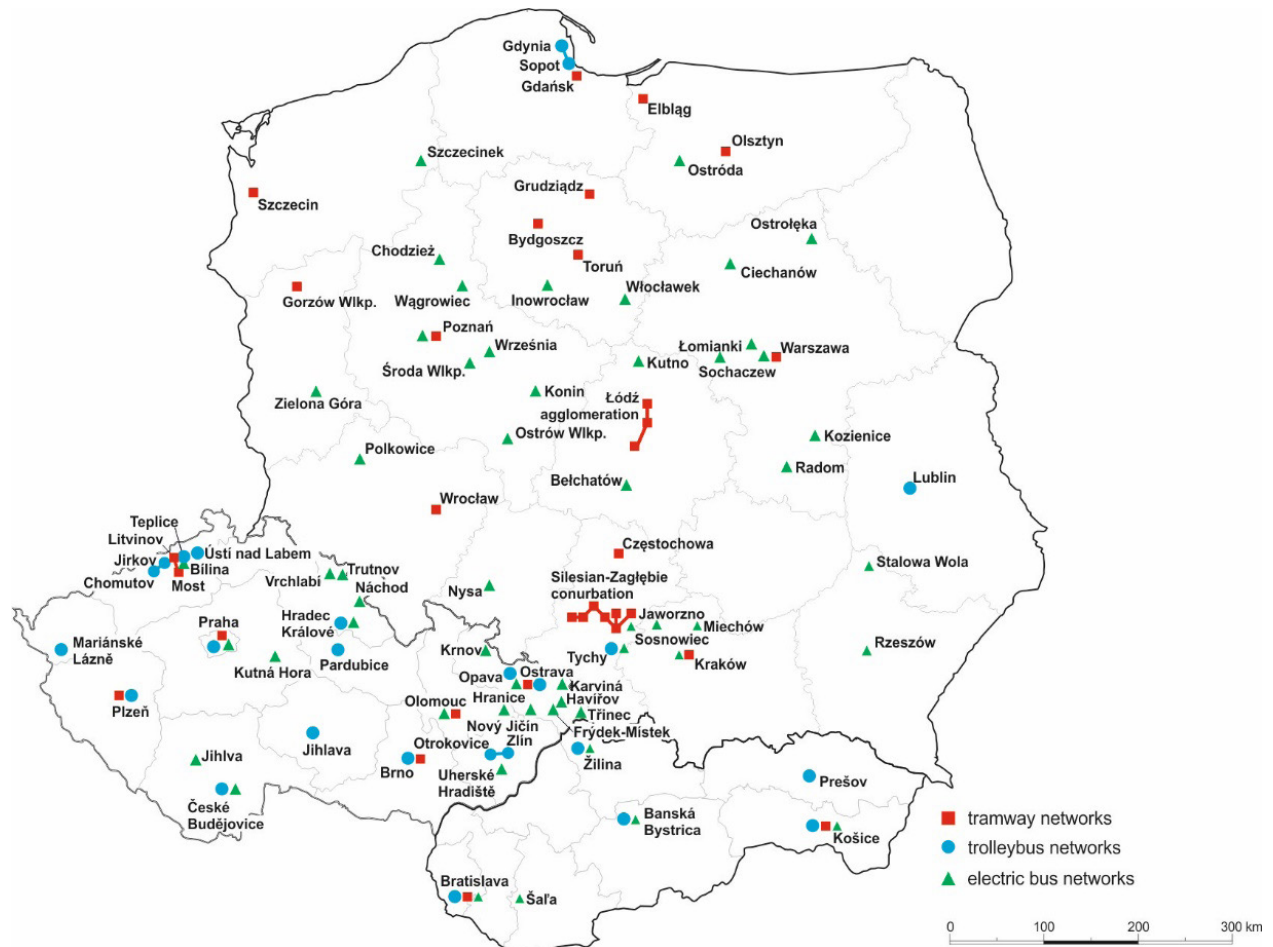 Gdynia
Sopot
Gdańsk
Elbląg
Olsztyn
Ostróda
Szczecinek
Szczecin
Grudziądz
Bydgoszcz
Toruń
Ostrołęka
Ciechanów
Chodzież
Wągrowiec
Inowrocław
Włocławek
Gorzów Wlkp.
Poznań
Września
Środa Wlkp.
Kutno
Łomianki
Warszawa
Sochaczew
Zielona Góra
Konin
Łódź
agglomeration
Ostrów Wlkp.
Polkowice
Kozienice
Radom
Bełchatów
Lublin
Wrocław
Teplice
Litvinov
Ústí nad Labem
Jirkov
Bílina
Chomutov
Most
Częstochowa
Stalowa Wola
Vrchlabí
Trutnov
Náchod
Nysa
Silesian-Zagłębie
conurbation
Jaworzno
Miechów
Sosnowiec
Rzeszów
Tychy
Kraków
Mariánské
Lázně
Praha
Hradec
Králové
Kutná Hora
Pardubice
Krnov
Opava
Ostrava
Karviná
Havířov
Plzeň
Olomouc
Hranice
Třinec
Nový Jičín
Frýdek-Místek
Jihlva
Jihlava
Otrokovice
Zlín
Brno
Žilina
Uherské
Hradiště
České
Budějovice
Prešov
Banská
Bystrica
Košice
Bratislava
Šaľa
tramway networks
trolleybus networks
electric bus networks
0 100 200 300 km